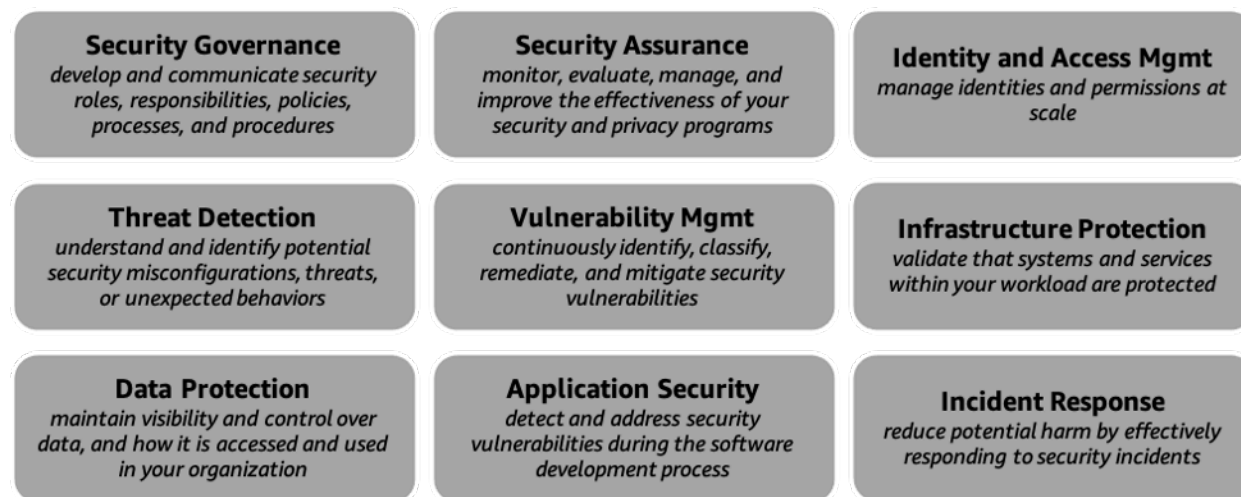 Security Governance
develop and communicate security
roles, responsibilities, policies,
processes, and procedures
Security Assurance
monitor, evaluate, manage, and
improve the effectiveness of your
security and privacy programs
Identity and Access Mgmt
manage identities and permissions at
scale
Threat Detection
understand and identify potential
security misconfigurations, threats,
or unexpected behaviors
Vulnerability Mgmt
continuously identify, classify,
remediate, and mitigate security
vulnerabilities
Infrastructure Protection
validate that systems and services
within your workload are protected
Data Protection
maintain visibility and control over
data, and how it is accessed and used
in your organization
Application Security
detect and address security
vulnerabilities during the software
development process
Incident Response
reduce potential harm by effectively
responding to security incidents